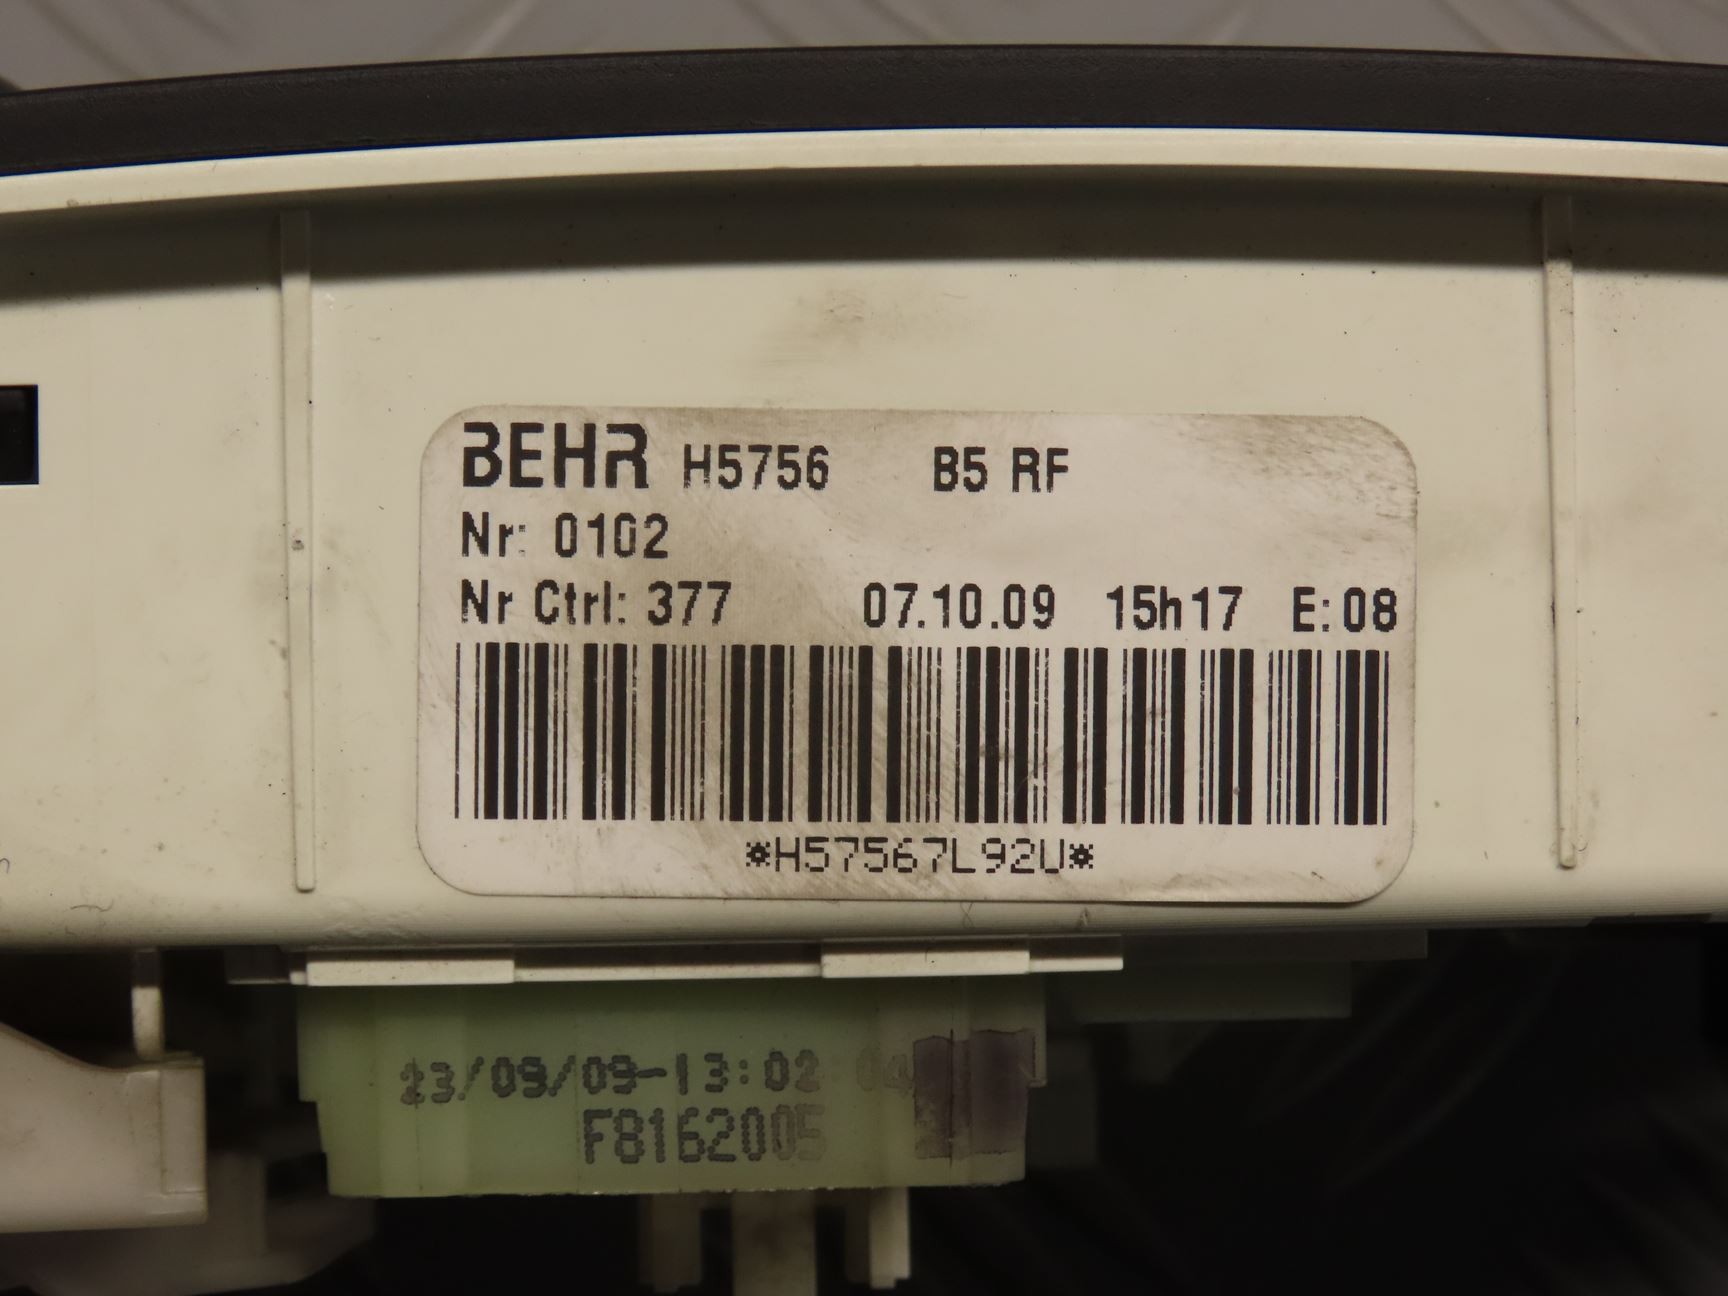 BEHR H5756 B5 RF
Nr: 0102
Nr Ctrl: 377 07.10.09 15h17 E:08
*H57567L92U*
23/09/09-13:02 04
F8162005